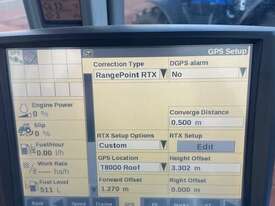 GPS Setup
Correction Type
DGPS alarm
RangePoint RTX
No
Engine Power
0 %
Converge Distance
0.500 m
Slip
0 %
RTX Setup Options
RTX Setup
Fuel/Hour
0.00 l/h
Custom
Edit
GPS Location
Height Offset
Work Rate
---- ha/h
T8000 Roof
3.302 m
Forward Offset
Right Offset
Fuel Level
511 L
1.270 m
0.000 m